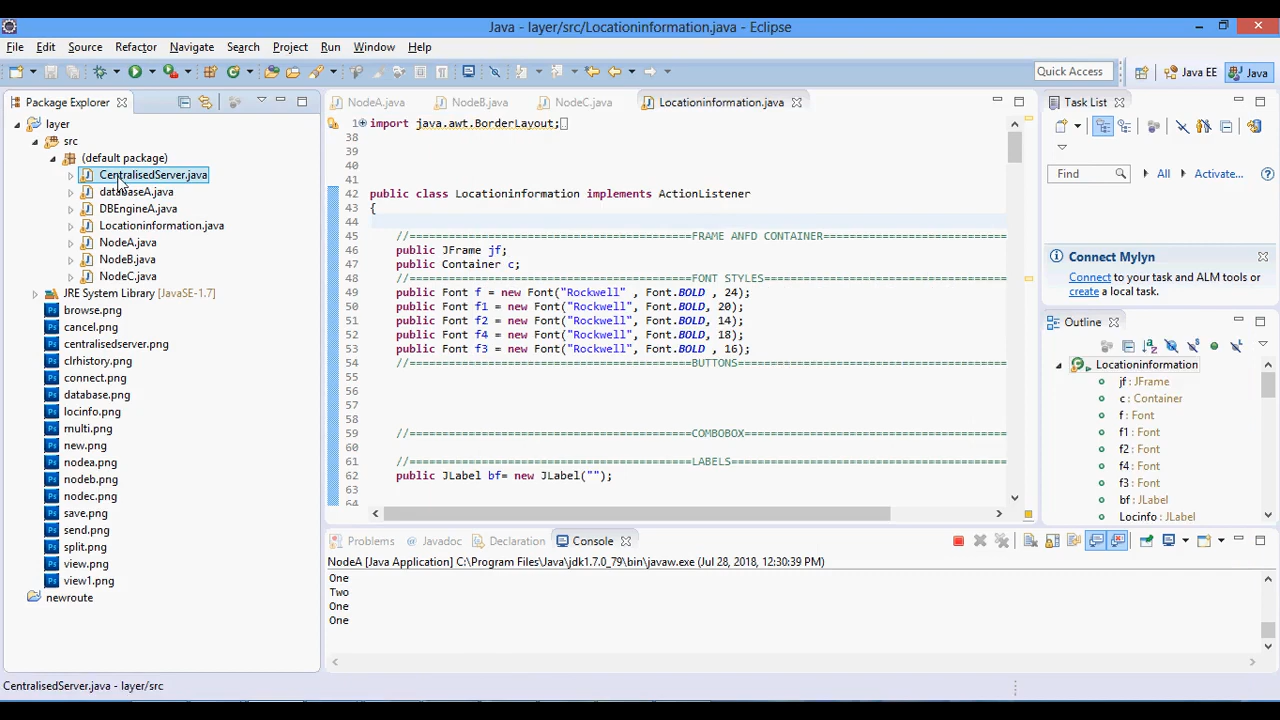 Java - layer/src/Locationinformation.java - Eclipse
File Edit Source Refactor Navigate Search Project Run Window Help
Quick Access Java EE Java
Package Explorer
layer
src
(default package)
CentralisedServer.java
databaseA.java
DBEngineA.java
Locationinformation.java
NodeA.java
NodeB.java
NodeC.java
JRE System Library [JavaSE-1.7]
browse.png
cancel.png
centralisedserver.png
clrhistory.png
connect.png
database.png
locinfo.png
multi.png
new.png
nodea.png
nodeb.png
nodec.png
save.png
send.png
split.png
view.png
view1.png
newroute
NodeA.java NodeB.java NodeC.java Locationinformation.java
1 import java.awt.BorderLayout;
38
39
40
41
42 public class Locationinformation implements ActionListener
43 {
44
45 //================================FRAME ANFD CONTAINER=====================
46 public JFrame jf;
47 public Container c;
48 //================================FONT STYLES============================
49 public Font f = new Font("Rockwell" , Font.BOLD , 24);
50 public Font f1 = new Font("Rockwell", Font.BOLD, 20);
51 public Font f2 = new Font("Rockwell", Font.BOLD, 14);
52 public Font f4 = new Font("Rockwell", Font.BOLD, 18);
53 public Font f3 = new Font("Rockwell", Font.BOLD , 16);
54 //================================BUTTONS===============================
55
56
57
58
59 //================================COMBOBOX==============================
60
61 //================================LABELS================================
62 public JLabel bf= new JLabel("");
63
64
Task List
Find All Activate...
Connect Mylyn
Connect to your task and ALM tools or
create a local task.
Outline
Locationinformation
jf : JFrame
c : Container
f : Font
f1 : Font
f2 : Font
f4 : Font
f3 : Font
bf : JLabel
Locinfo : JLabel
Problems Javadoc Declaration Console
NodeA [Java Application] C:\Program Files\Java\jdk1.7.0_79\bin\javaw.exe (Jul 28, 2018, 12:30:39 PM)
One
Two
One
One
CentralisedServer.java - layer/src